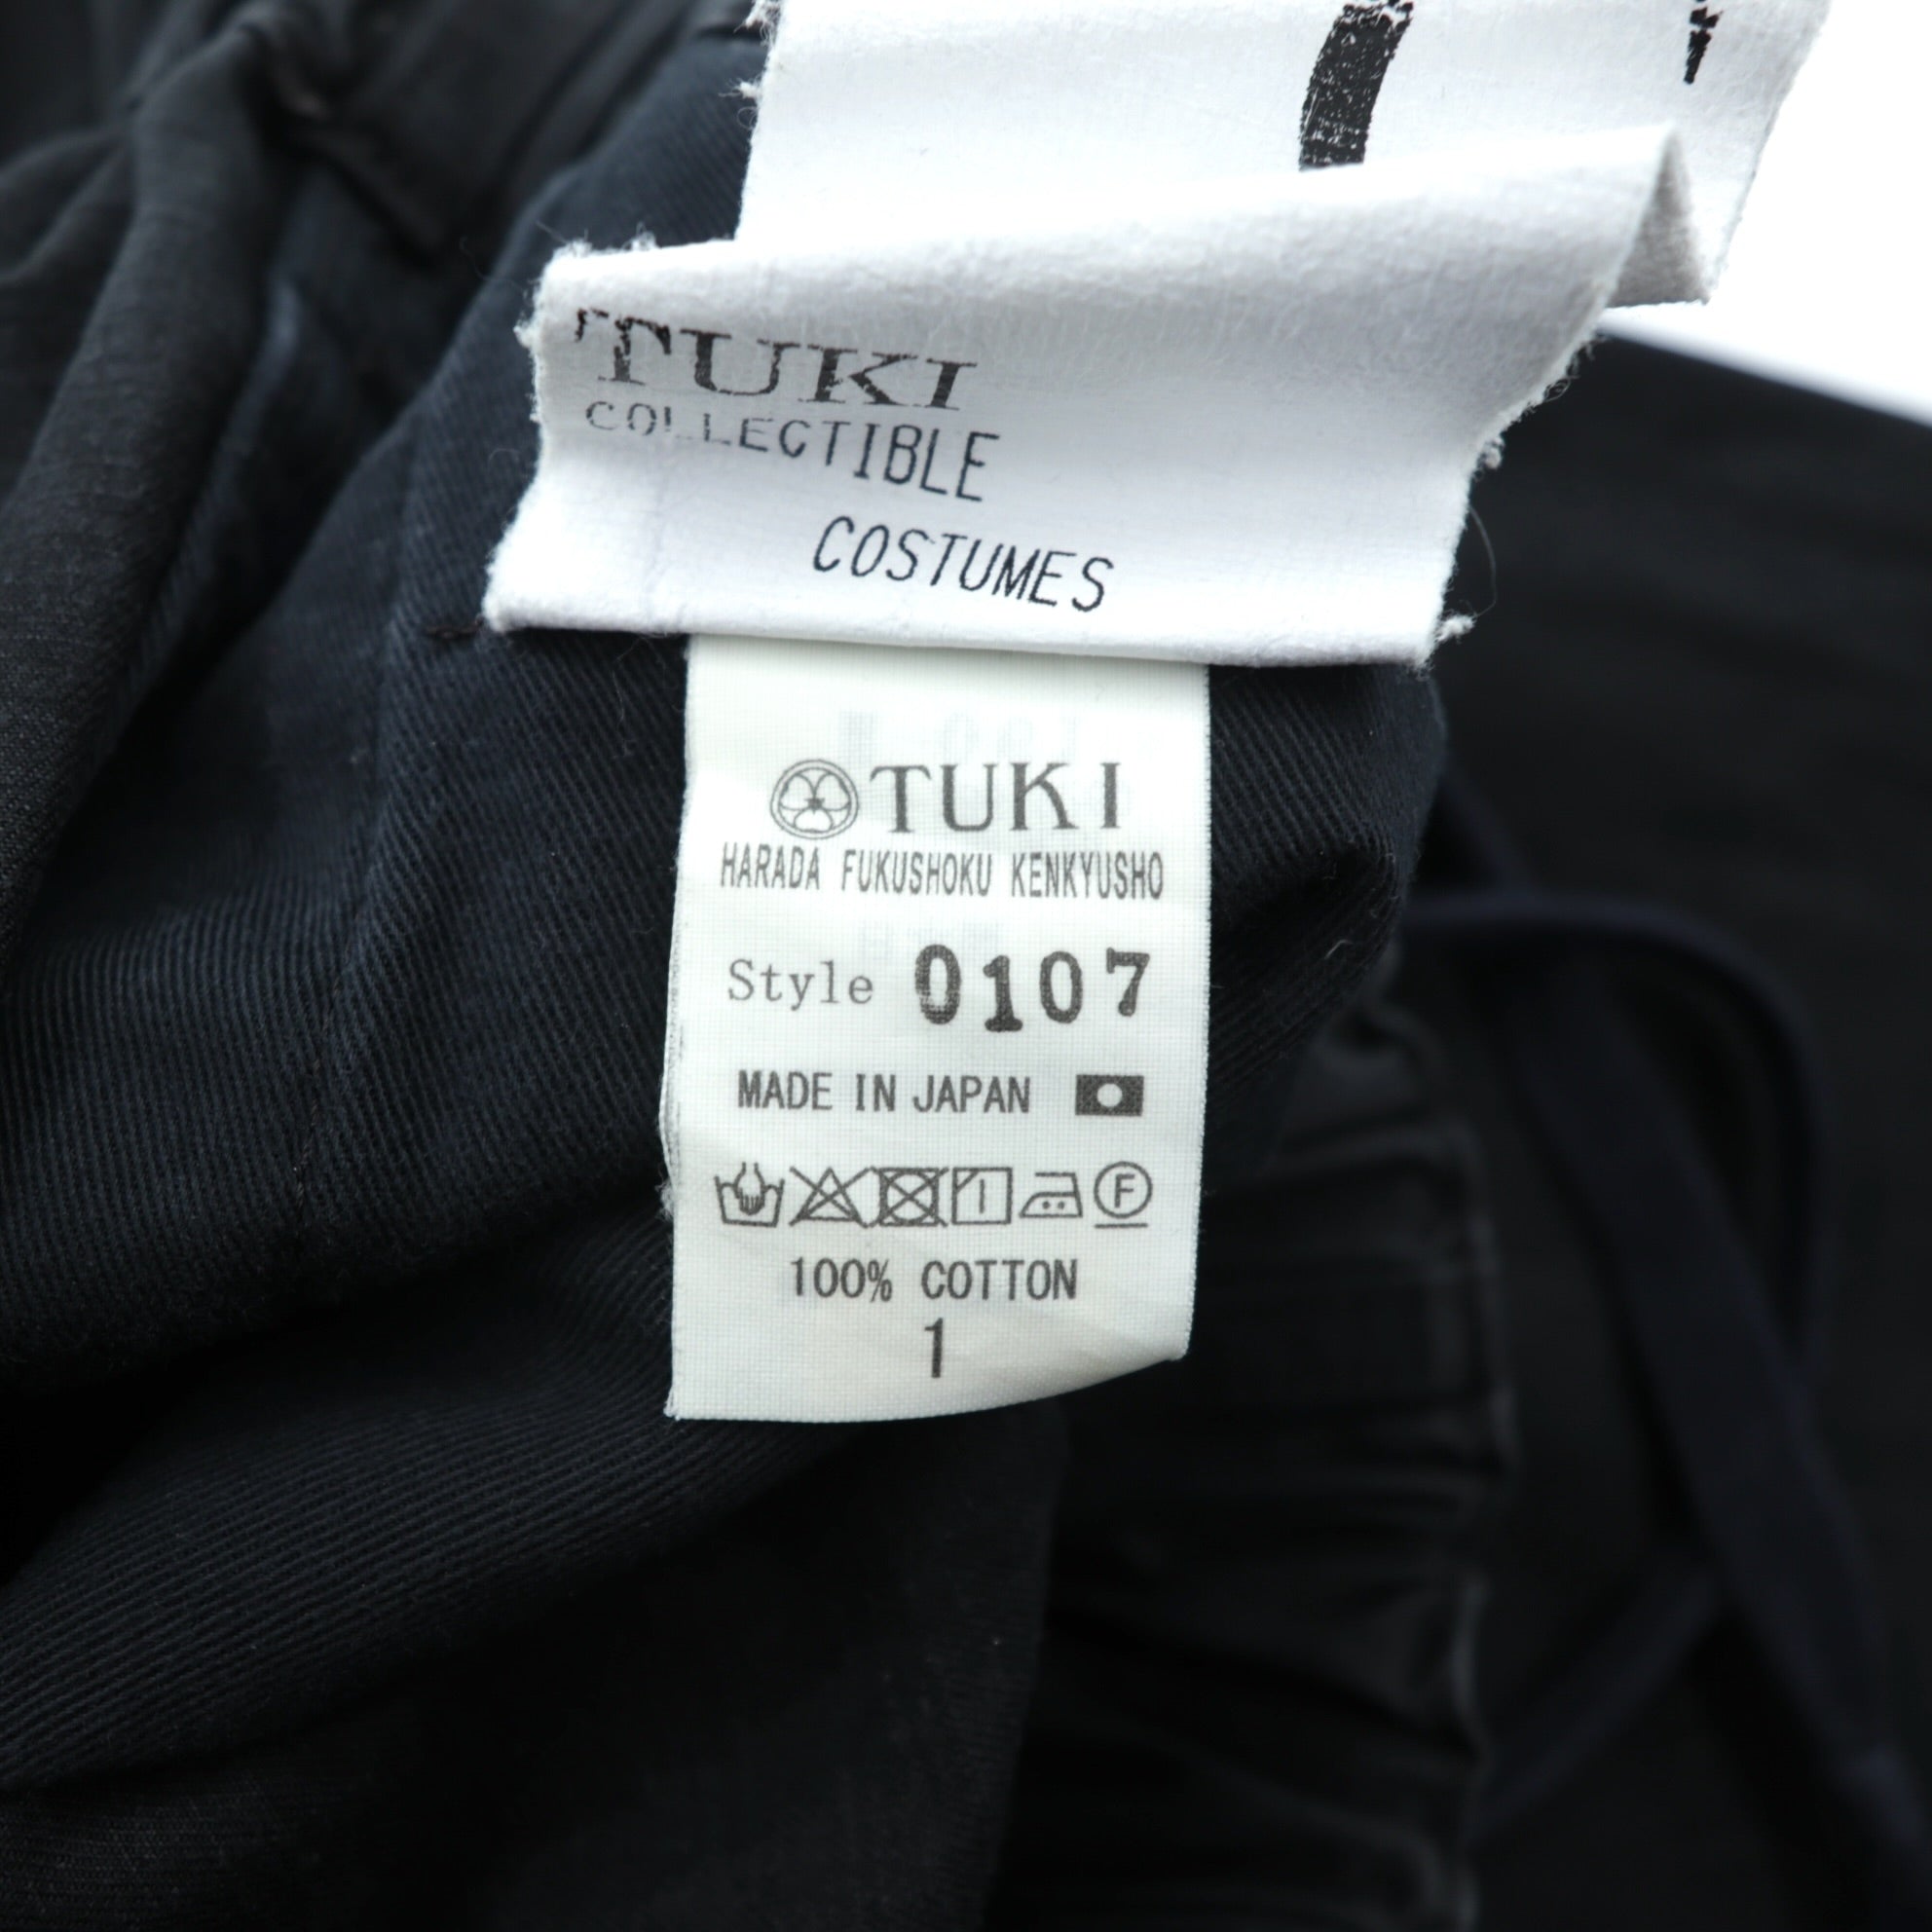 TUKI
COLLECTIBLE
COSTUMES
TUKI
HARADA FUKUSHOKU KENKYUSHO
Style 0107
MADE IN JAPAN
F
100% COTTON
1